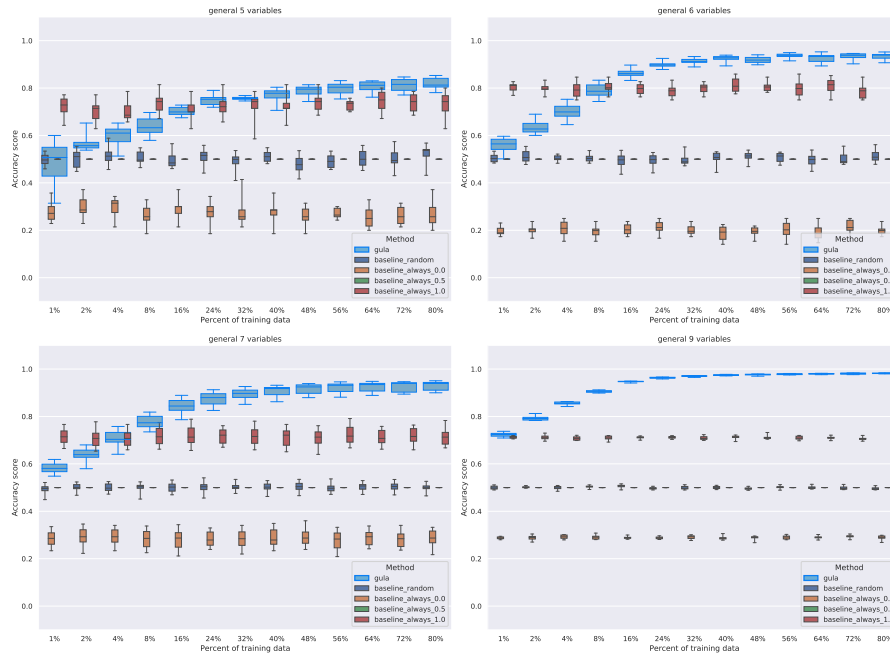 general 5 variables
1.0
0.8
0.6
0.4
0.2
0.0
Accuracy score
1% 2% 4% 8% 16% 24% 32% 40% 48% 56% 64% 72% 80%
Percent of training data
Method
gula
baseline_random
baseline_always_0.0
baseline_always_0.5
baseline_always_1.0
general 6 variables
1.0
0.8
0.6
0.4
0.2
0.0
Accuracy score
1% 2% 4% 8% 16% 24% 32% 40% 48% 56% 64% 72% 80%
Percent of training data
Method
gula
baseline_random
baseline_always_0.
baseline_always_0.
baseline_always_1.
general 7 variables
1.0
0.8
0.6
0.4
0.2
0.0
Accuracy score
1% 2% 4% 8% 16% 24% 32% 40% 48% 56% 64% 72% 80%
Percent of training data
Method
gula
baseline_random
baseline_always_0.0
baseline_always_0.5
baseline_always_1.0
general 9 variables
1.0
0.8
0.6
0.4
0.2
0.0
Accuracy score
1% 2% 4% 8% 16% 24% 32% 40% 48% 56% 64% 72% 80%
Percent of training data
Method
gula
baseline_random
baseline_always_0.
baseline_always_0.
baseline_always_1.